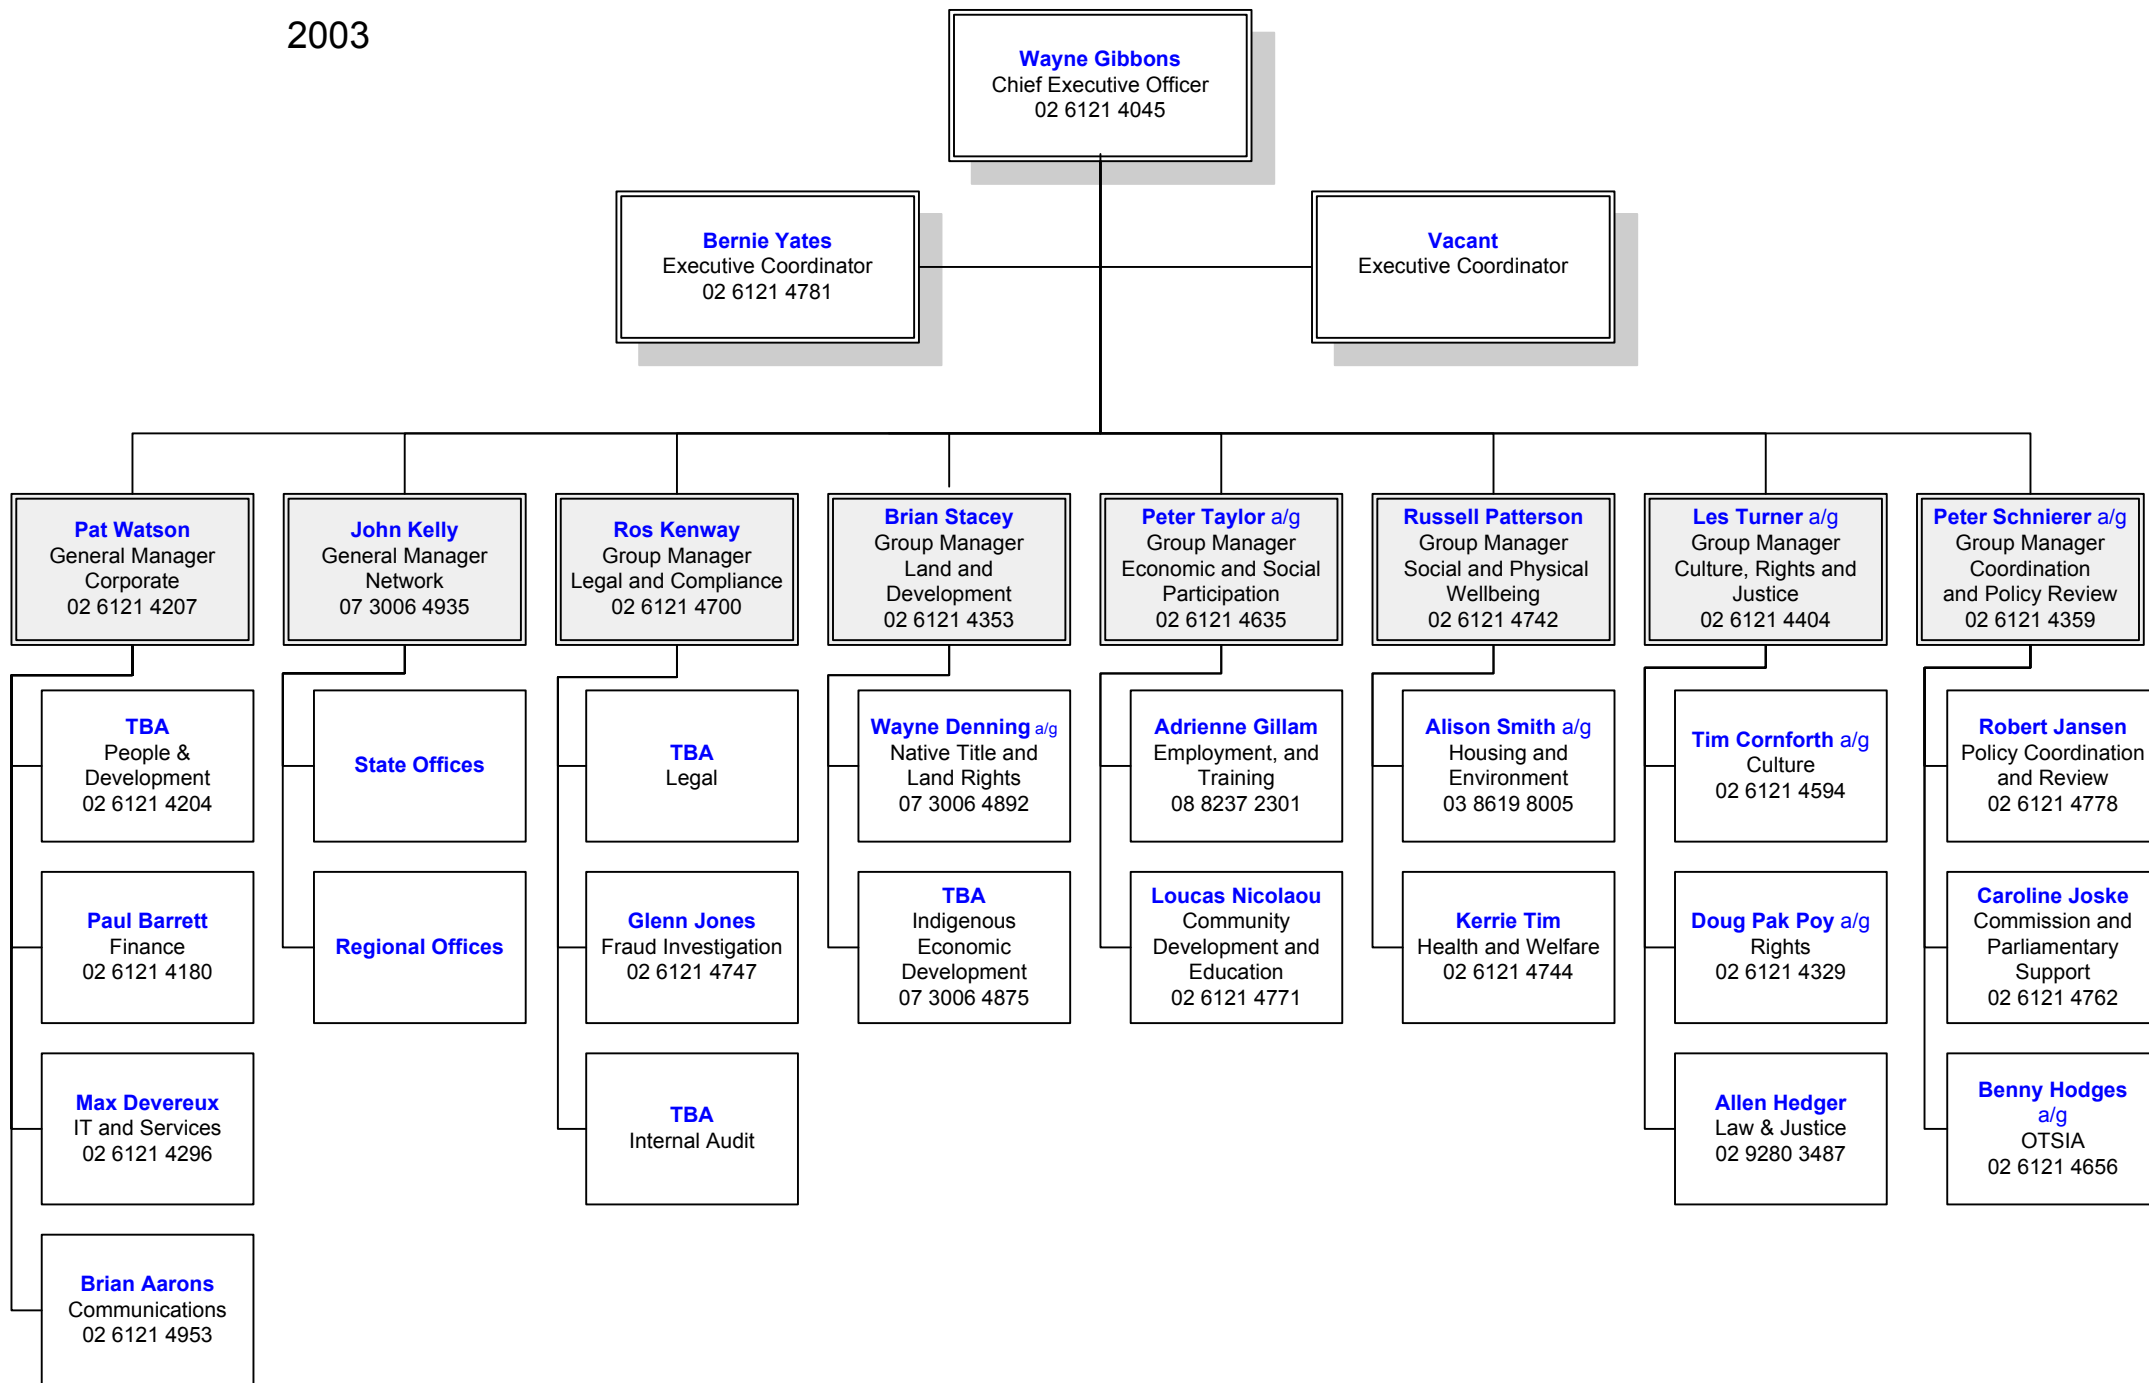 2003
Wayne Gibbons
Chief Executive Officer
02 6121 4045
Bernie Yates
Executive Coordinator
02 6121 4781
Vacant
Executive Coordinator
Pat Watson
General Manager
Corporate
02 6121 4207
John Kelly
General Manager
Network
07 3006 4935
Ros Kenway
Group Manager
Legal and Compliance
02 6121 4700
Brian Stacey
Group Manager
Land and
Development
02 6121 4353
Peter Taylor a/g
Group Manager
Economic and Social
Participation
02 6121 4635
Russell Patterson
Group Manager
Social and Physical
Wellbeing
02 6121 4742
Les Turner a/g
Group Manager
Culture, Rights and
Justice
02 6121 4404
Peter Schnierer a/g
Group Manager
Coordination
and Policy Review
02 6121 4359
TBA
People &
Development
02 6121 4204
State Offices
TBA
Legal
Wayne Denning a/g
Native Title and
Land Rights
07 3006 4892
Adrienne Gillam
Employment, and
Training
08 8237 2301
Alison Smith a/g
Housing and
Environment
03 8619 8005
Tim Cornforth a/g
Culture
02 6121 4594
Robert Jansen
Policy Coordination
and Review
02 6121 4778
Paul Barrett
Finance
02 6121 4180
Regional Offices
Glenn Jones
Fraud Investigation
02 6121 4747
TBA
Indigenous
Economic
Development
07 3006 4875
Loucas Nicolaou
Community
Development and
Education
02 6121 4771
Kerrie Tim
Health and Welfare
02 6121 4744
Doug Pak Poy a/g
Rights
02 6121 4329
Caroline Joske
Commission and
Parliamentary
Support
02 6121 4762
Max Devereux
IT and Services
02 6121 4296
TBA
Internal Audit
Allen Hedger
Law & Justice
02 9280 3487
Benny Hodges
a/g
OTSIA
02 6121 4656
Brian Aarons
Communications
02 6121 4953